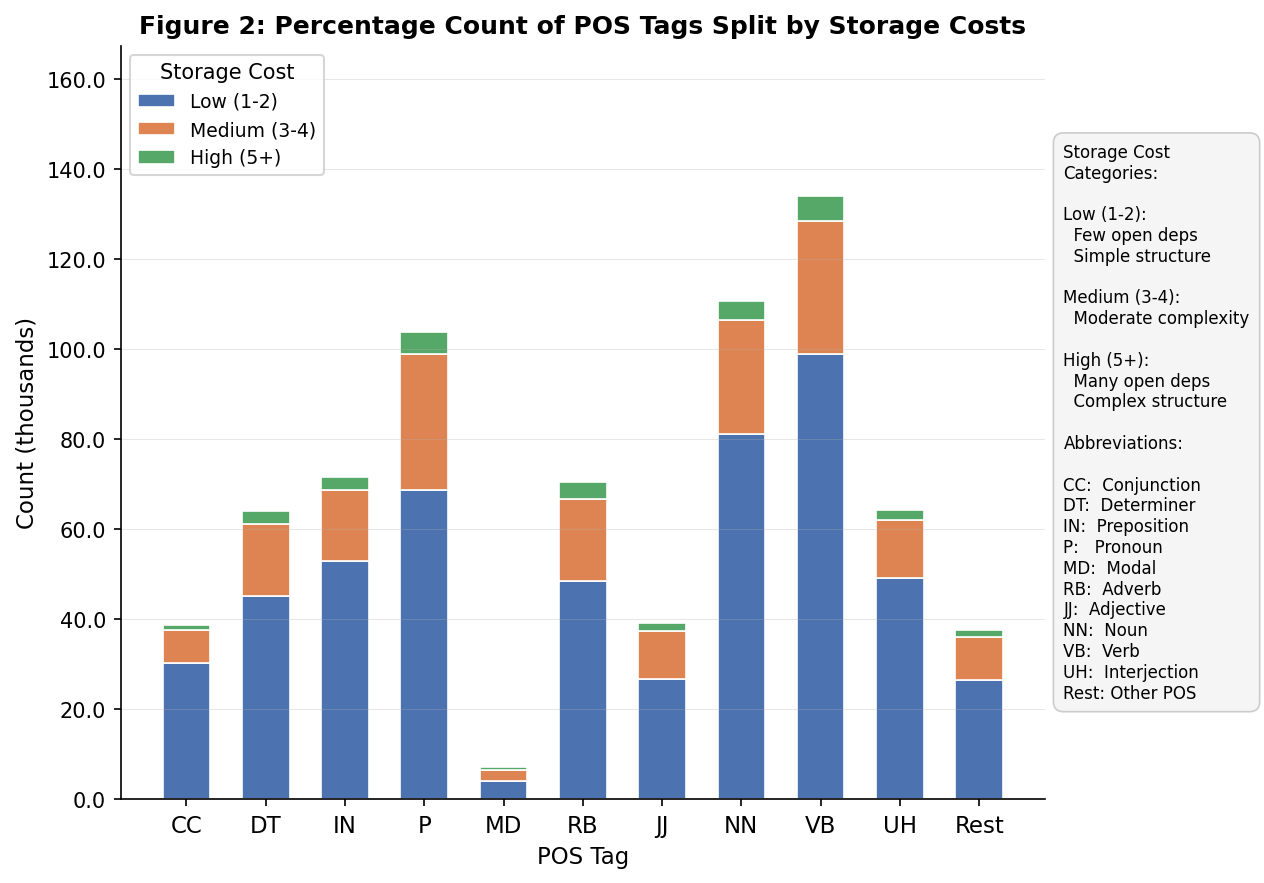 Figure 2: Percentage Count of POS Tags Split by Storage Costs
Storage Cost
Low (1-2)
Medium (3-4)
High (5+)
Count (thousands)
160.0
140.0
120.0
100.0
80.0
60.0
40.0
20.0
0.0
CC DT IN P MD RB JJ NN VB UH Rest
POS Tag
Storage Cost
Categories:
Low (1-2):
Few open deps
Simple structure
Medium (3-4):
Moderate complexity
High (5+):
Many open deps
Complex structure
Abbreviations:
CC: Conjunction
DT: Determiner
IN: Preposition
P: Pronoun
MD: Modal
RB: Adverb
JJ: Adjective
NN: Noun
VB: Verb
UH: Interjection
Rest: Other POS